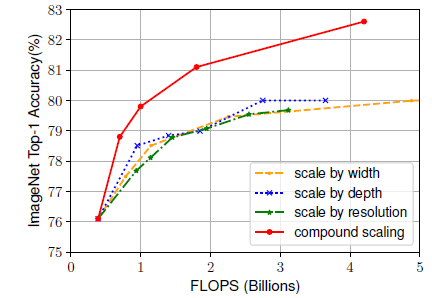 83
82
81
80
79
78
77
76
75
ImageNet Top-1 Accuracy(%)
scale by width
scale by depth
scale by resolution
compound scaling
0 1 2 3 4 5
FLOPS (Billions)